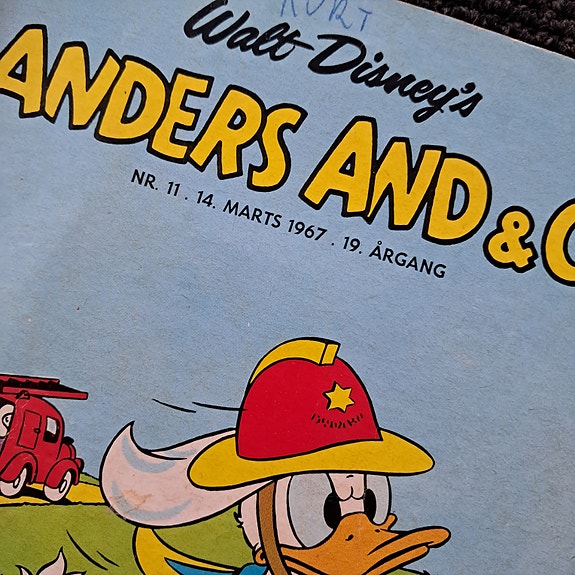 KURT
Walt Disney's
ANDERS AND &
NR. 11 . 14. MARTS 1967 . 19. ÅRGANG